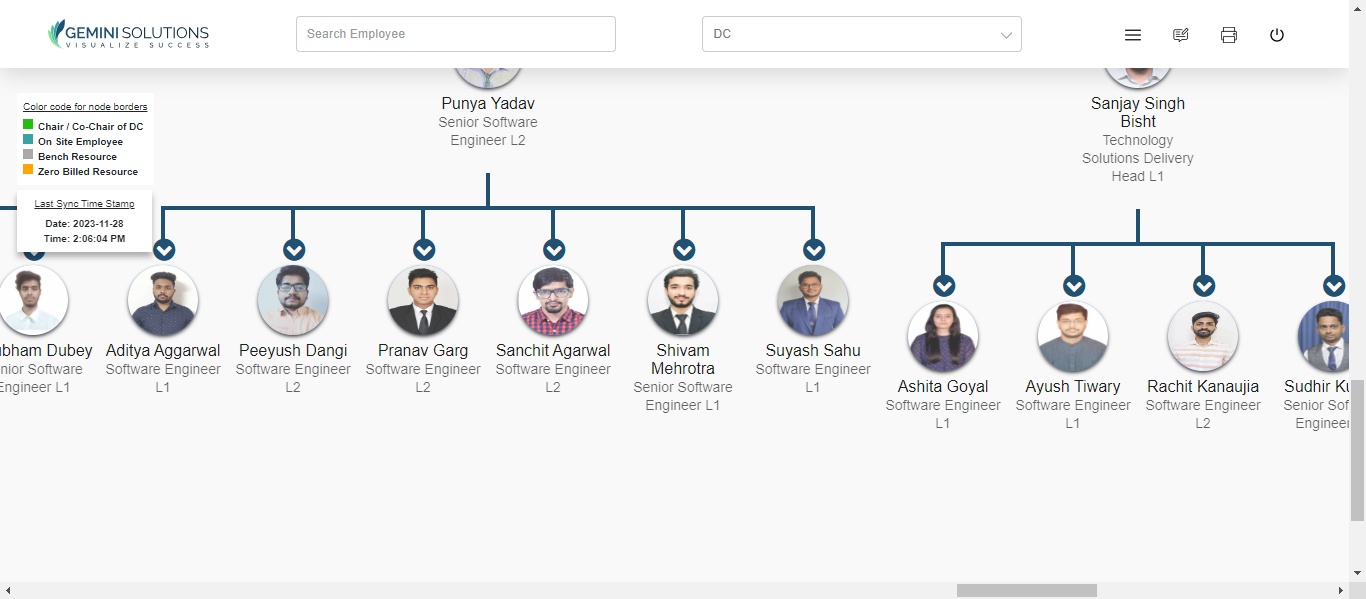 GEMINI SOLUTIONS
VISUALIZE SUCCESS
Search Employee
DC
Color code for node borders
Chair / Co-Chair of DC
On Site Employee
Bench Resource
Zero Billed Resource
Last Sync Time Stamp
Date: 2023-11-28
Time: 2:06:04 PM
Punya Yadav
Senior Software
Engineer L2
Sanjay Singh
Bisht
Technology
Solutions Delivery
Head L1
Dubey
Software
Engineer L1
Aditya Aggarwal
Software Engineer
L1
Peeyush Dangi
Software Engineer
L2
Pranav Garg
Software Engineer
L2
Sanchit Agarwal
Software Engineer
L2
Shivam
Mehrotra
Senior Software
Engineer L1
Suyash Sahu
Software Engineer
L1
Ashita Goyal
Software Engineer
L1
Ayush Tiwary
Software Engineer
L1
Rachit Kanaujia
Software Engineer
L2
Sudhir
Senior
Engineer